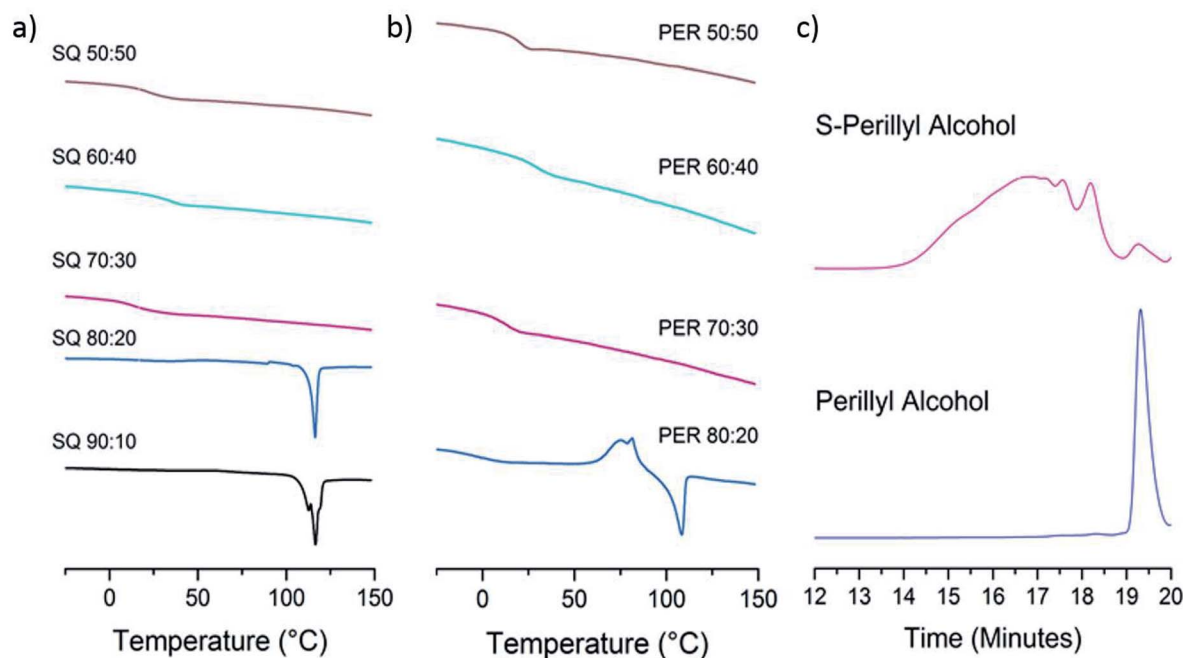 a)
SQ 50:50
SQ 60:40
SQ 70:30
SQ 80:20
SQ 90:10
0 50 100 150
Temperature (°C)
b)
PER 50:50
PER 60:40
PER 70:30
PER 80:20
0 50 100 150
Temperature (°C)
c)
S-Perillyl Alcohol
Perillyl Alcohol
12 13 14 15 16 17 18 19 20
Time (Minutes)